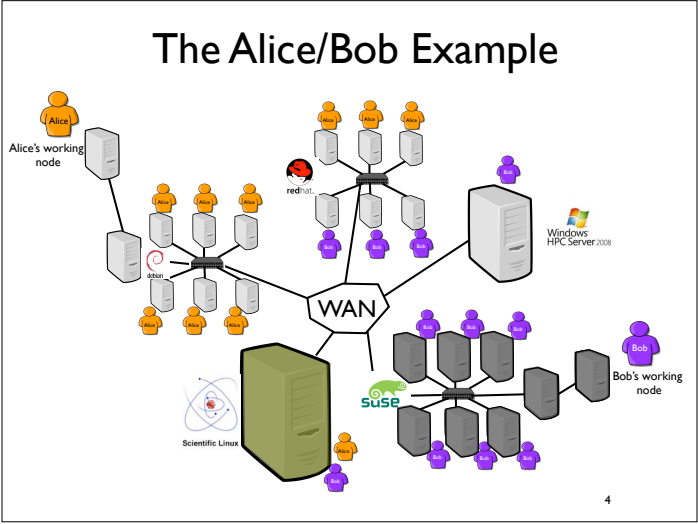 The Alice/Bob Example
Alice
Alice's working
node
Alice
Alice
Alice
redhat.
Bob
Windows
HPC Server 2008
Alice
Alice
Alice
debian
Bob
Bob
Bob
Alice
Alice
Alice
WAN
Bob
Bob
Bob
Bob
Bob's working
node
SUSE
Scientific Linux
Alice
Bob
Bob
Bob
Bob
4